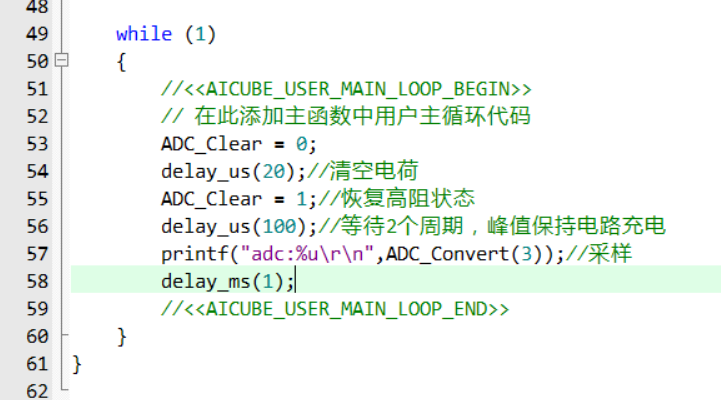 48
49 while (1)
50 {
51 //<<AICUBE_USER_MAIN_LOOP_BEGIN>>
52 // 在此添加主函数中用户主循环代码
53 ADC_Clear = 0;
54 delay_us(20);//清空电荷
55 ADC_Clear = 1;//恢复高阻状态
56 delay_us(100);//等待2个周期，峰值保持电路充电
57 printf("adc:%u\r\n",ADC_Convert(3));//采样
58 delay_ms(1);
59 //<<AICUBE_USER_MAIN_LOOP_END>>
60 }
61 }
62